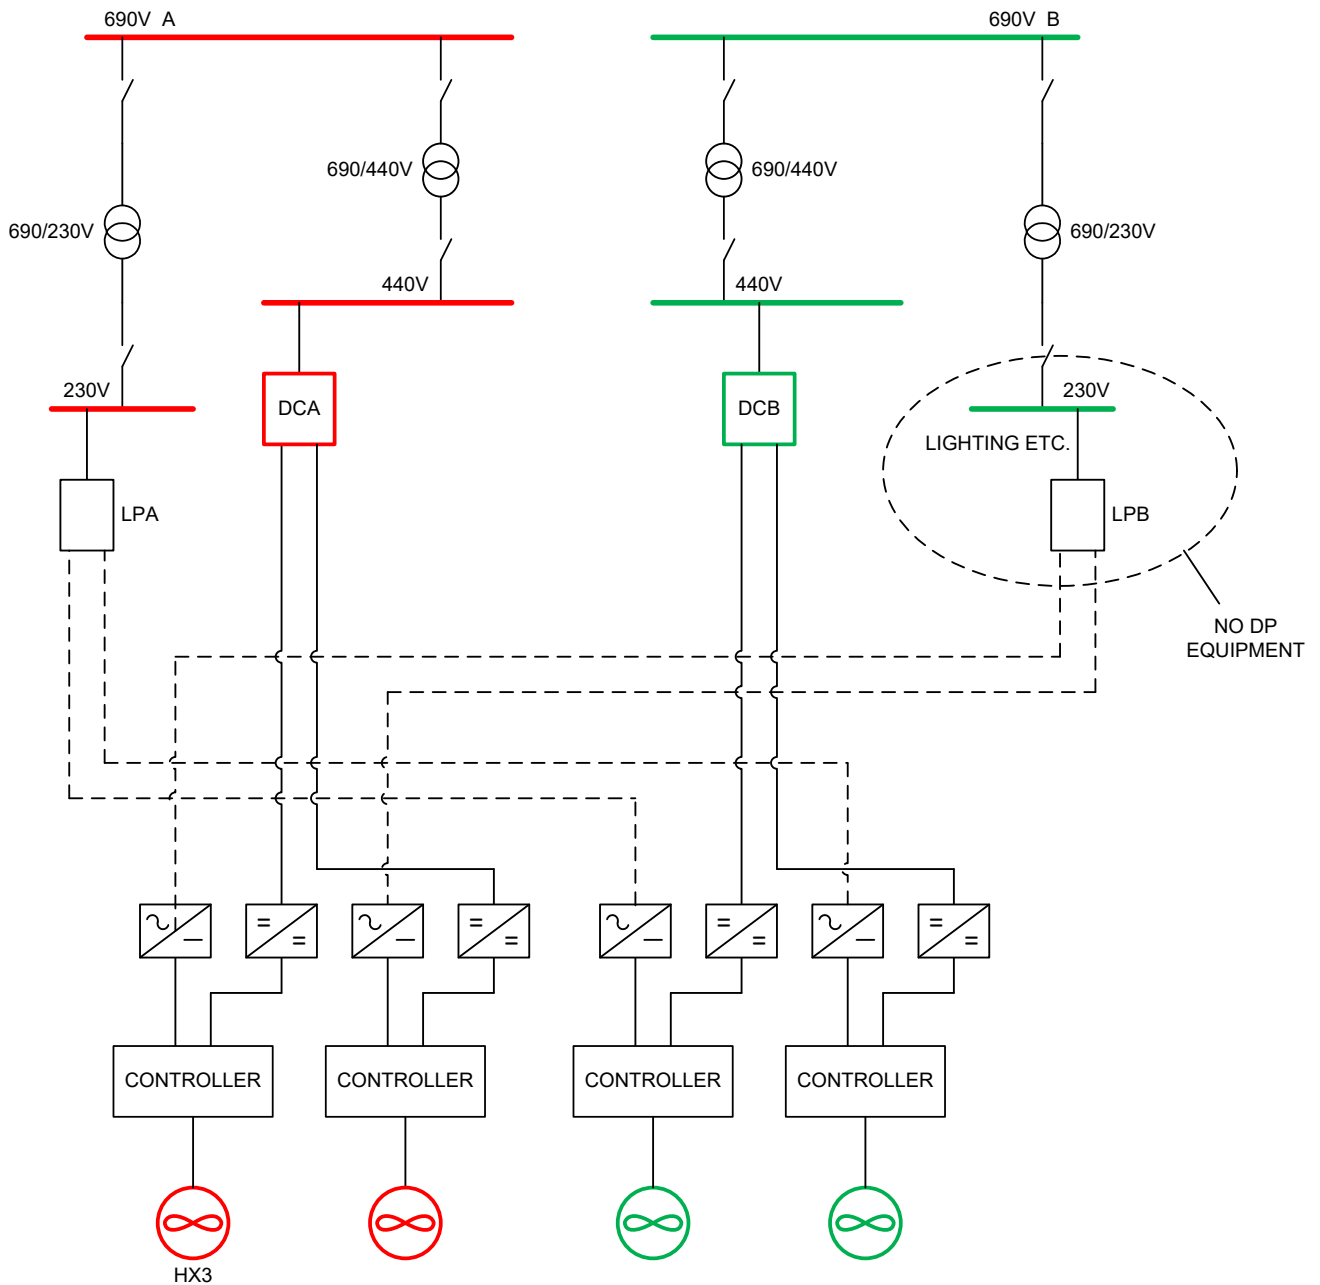 690V A
690V B
690/440V
690/440V
690/230V
690/230V
440V
440V
230V
DCA
DCB
230V
LIGHTING ETC.
LPA
LPB
NO DP
EQUIPMENT
CONTROLLER
CONTROLLER
CONTROLLER
CONTROLLER
HX3